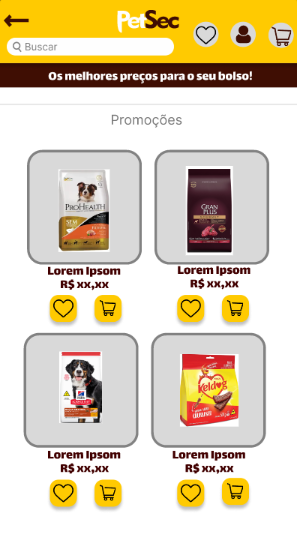 PetSec
Buscar
Os melhores preços para o seu bolso!
Promoções
PROHEALTH
GRAN
PLUS
Lorem Ipsom
R$ xx,xx
Lorem Ipsom
R$ xx,xx
Hill's
Keldog
Lorem Ipsom
R$ xx,xx
Lorem Ipsom
R$ xx,xx